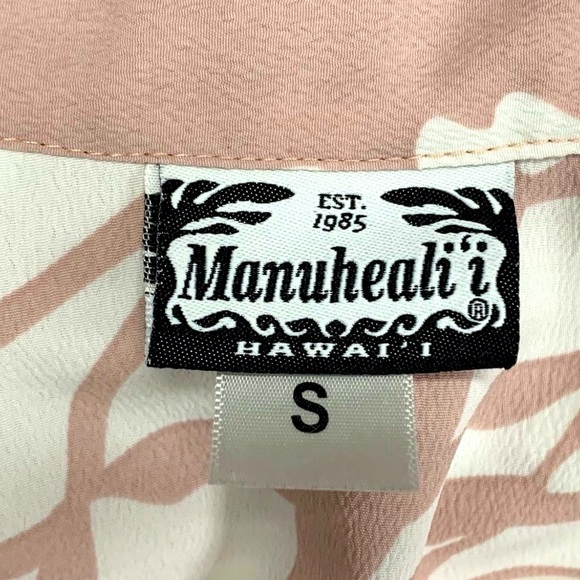 EST.
1985
Manuheali'i
®
HAWAI'I
S